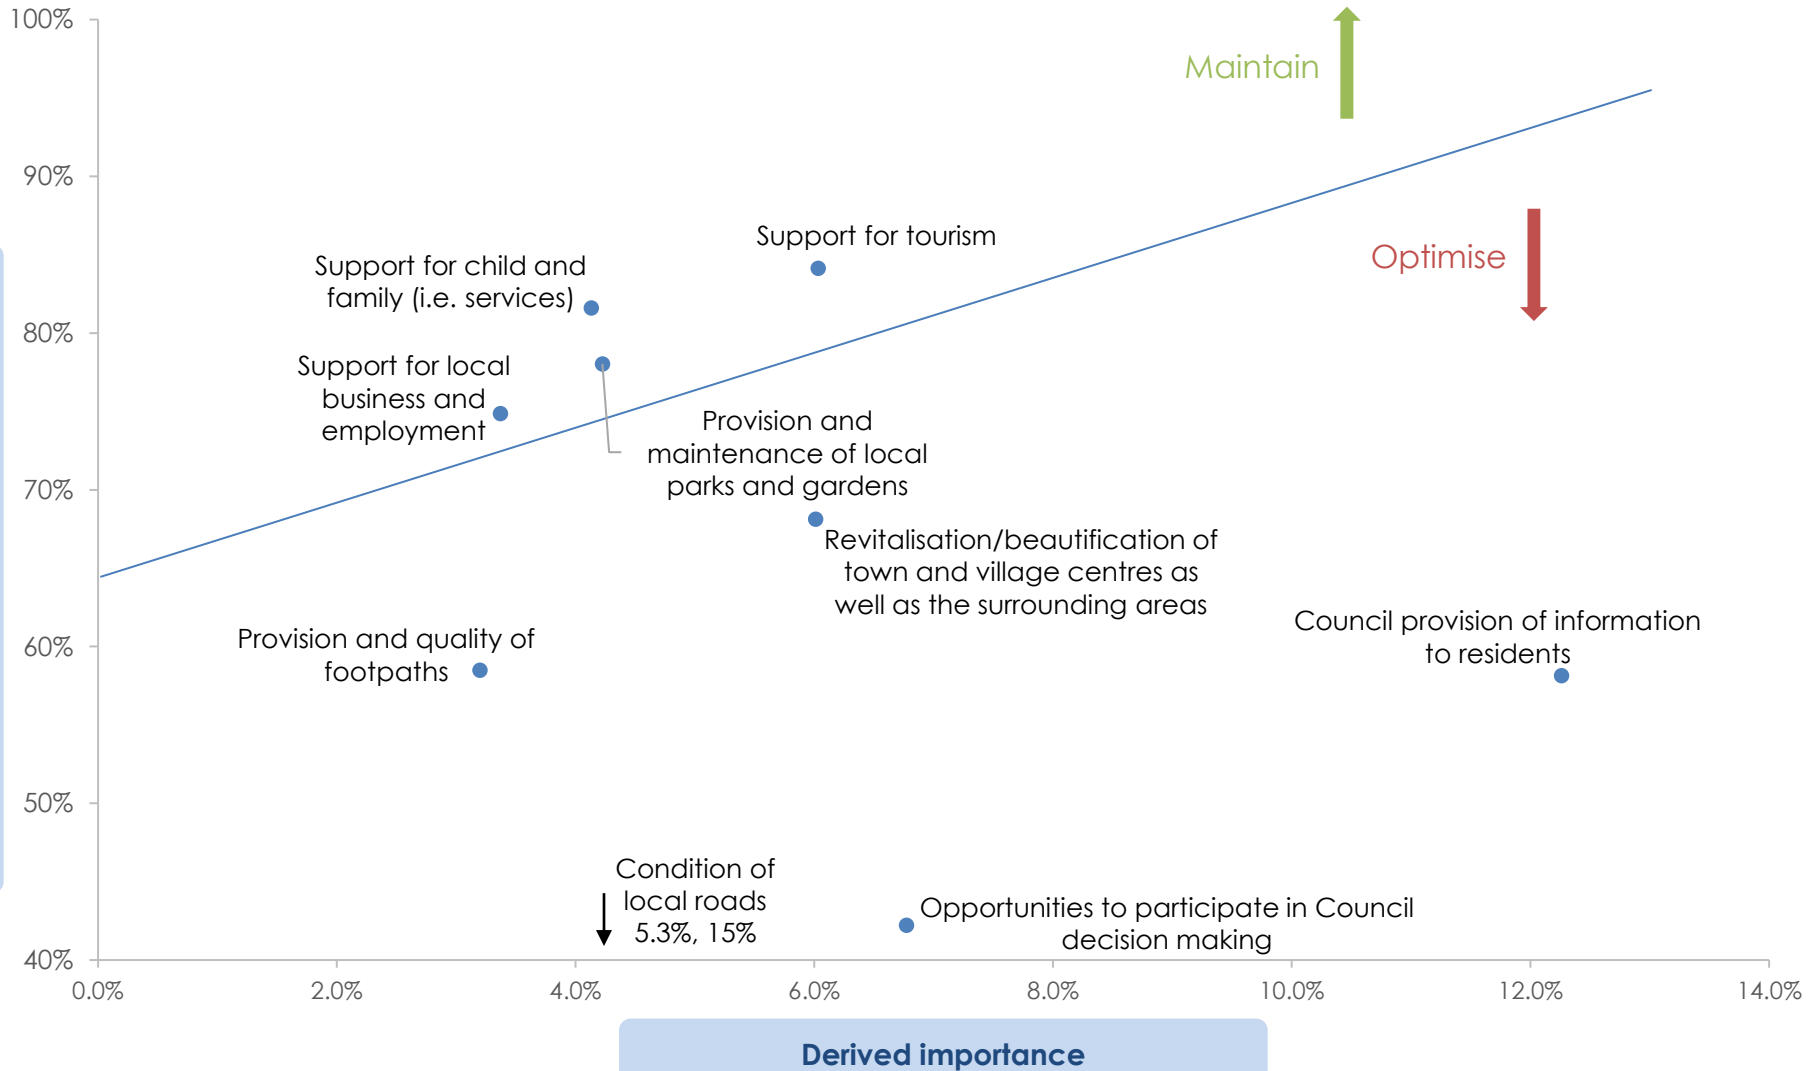 100%
Maintain
90%
Support for tourism
Optimise
Support for child and
family (i.e. services)
80%
Support for local
business and
employment
Provision and
maintenance of local
parks and gardens
70%
Revitalisation/beautification of
town and village centres as
well as the surrounding areas
Council provision of information
to residents
60%
Provision and quality of
footpaths
50%
Condition of
local roads
5.3%, 15%
Opportunities to participate in Council
decision making
40%
0.0% 2.0% 4.0% 6.0% 8.0% 10.0% 12.0% 14.0%
Derived importance